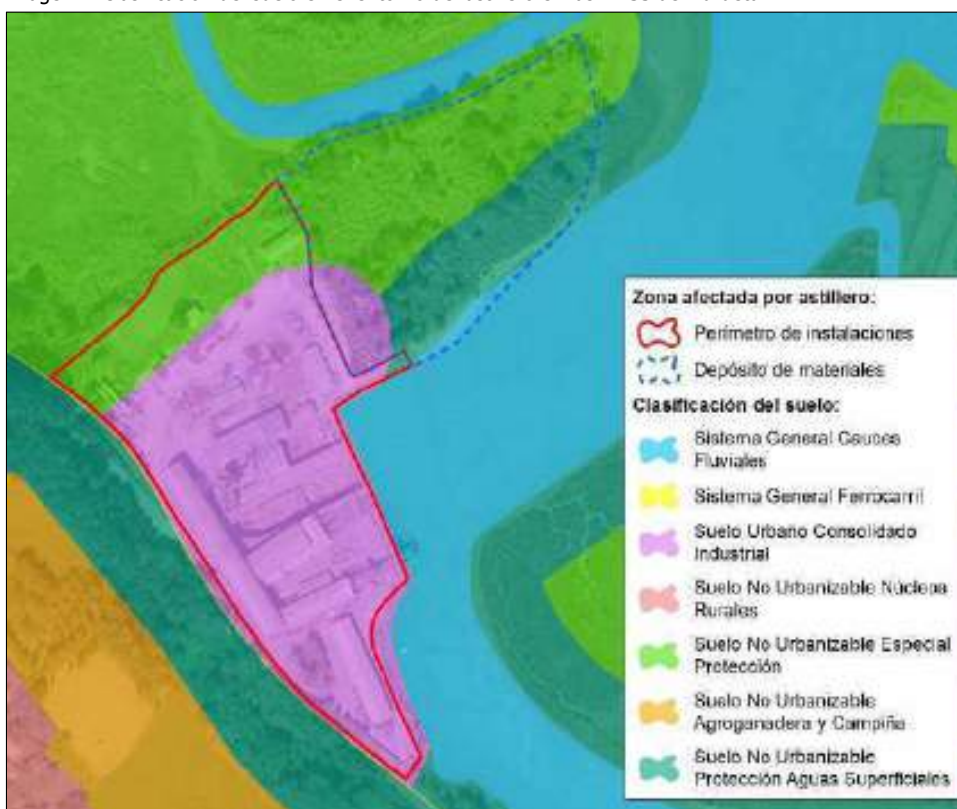 Zona afectada por astillero:
Perímetro de instalaciones
Depósito de materiales
Clasificación del suelo:
Sistema General Cauces
Fluviales
Sistema General Ferrocarril
Suelo Urbano Consolidado
Industrial
Suelo No Urbanizable Núcleos
Rurales
Suelo No Urbanizable Especial
Protección
Suelo No Urbanizable
Agroganadera y Campiña
Suelo No Urbanizable
Protección Aguas Superficiales